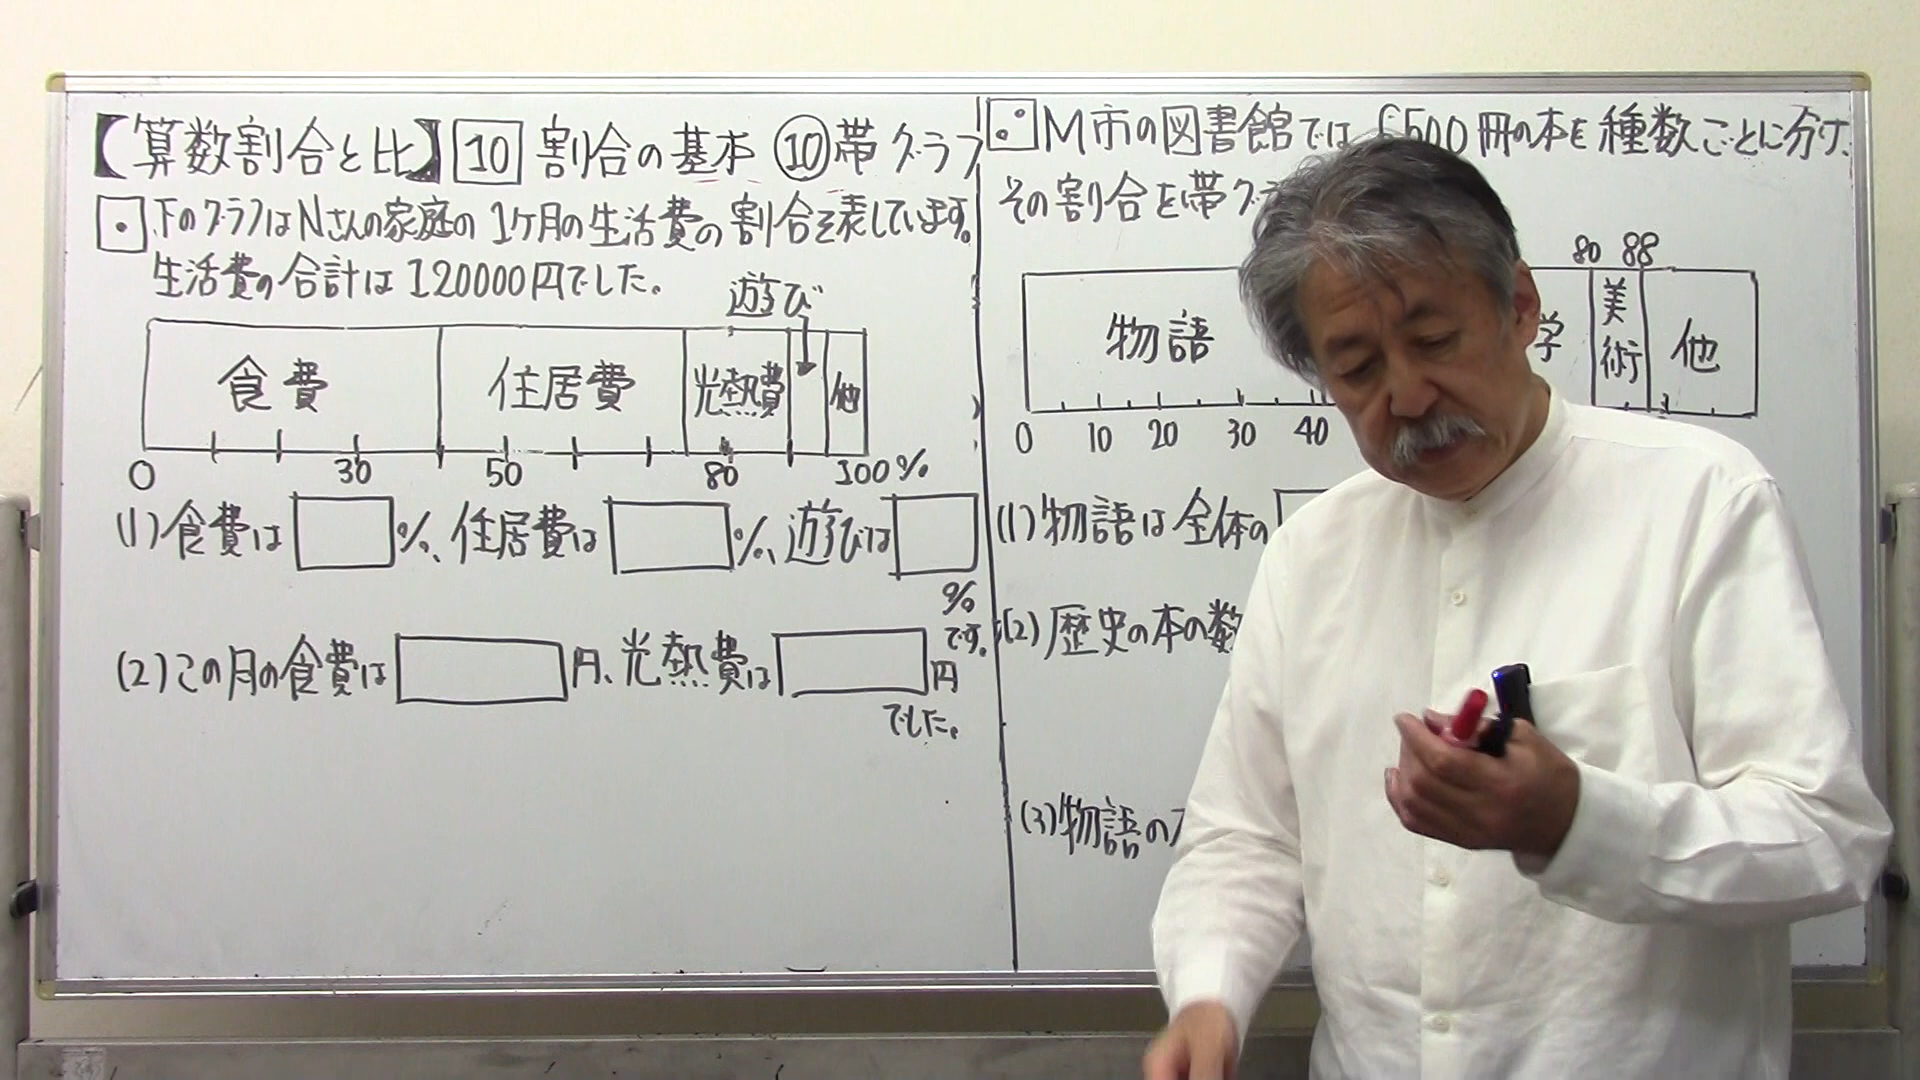 【算数割合と比】 10 割合の基本 ⑩帯グラフ
下のグラフはNさんの家庭の1ケ月の生活費の割合を表しています。
生活費の合計は120000円でした。
遊び
食費 住居費 光熱費 他
0 30 50 80 100%
(1)食費は %、住居費は %、遊びは
%
です。
(2)この月の食費は 円、光熱費は 円
でした。
M市の図書館では 6500冊の本を種数ごとに分け、
その割合を帯グ
80 88
物語 学 美術 他
0 10 20 30 40
(1)物語は全体の
(2)歴史の本の数
(3)物語の